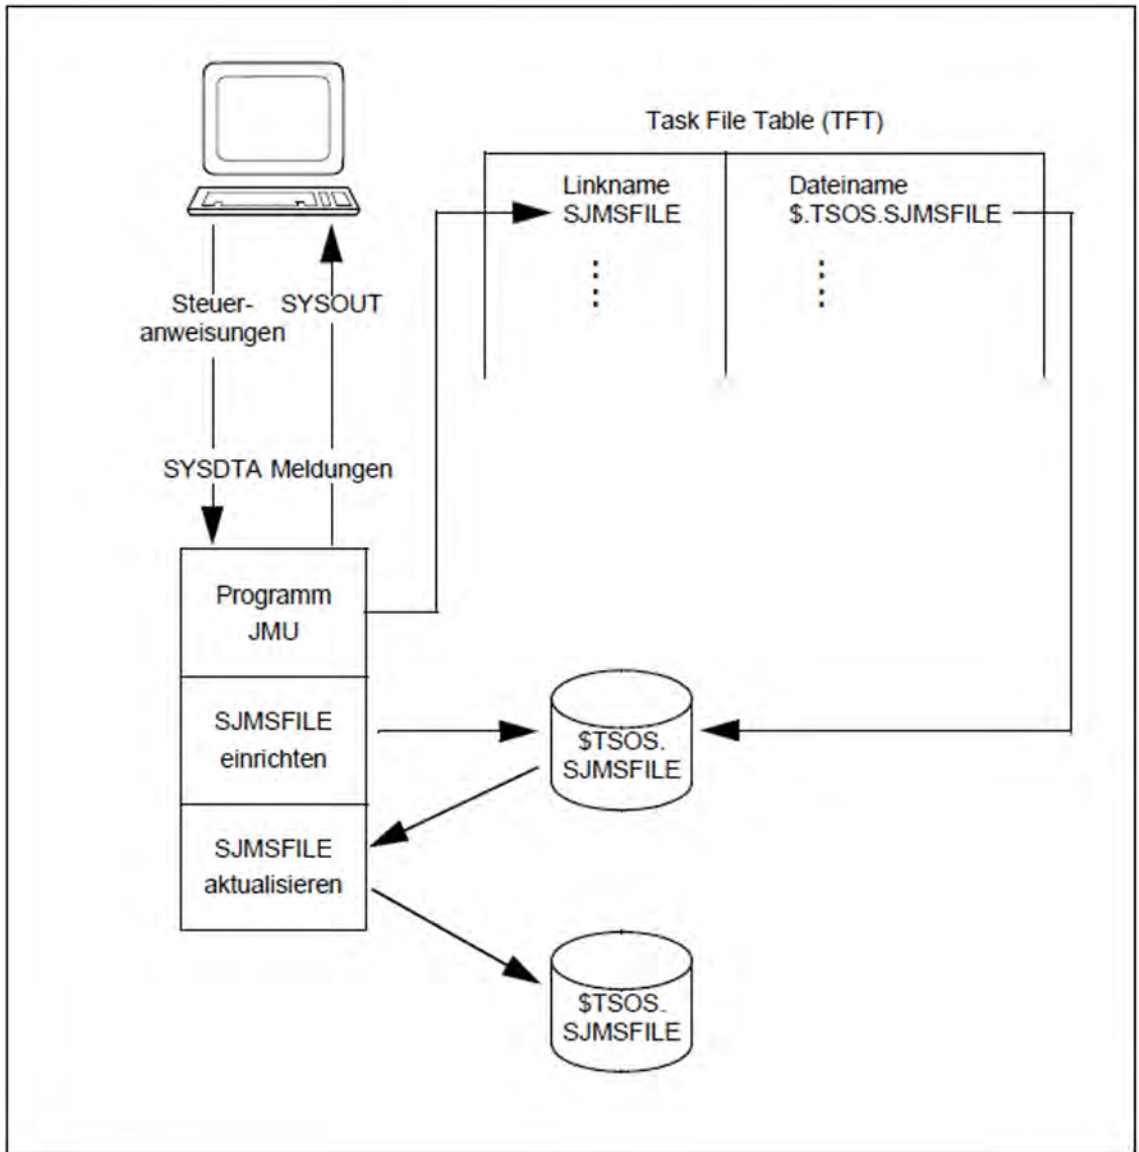 Task File Table (TFT)
Linkname
SJMSFILE
Dateiname
$.TSOS.SJMSFILE
Steuer-
anweisungen
SYSOUT
SYSDTA
Meldungen
Programm
JMU
SJMSFILE
einrichten
SJMSFILE
aktualisieren
$TSOS.
SJMSFILE
$TSOS.
SJMSFILE